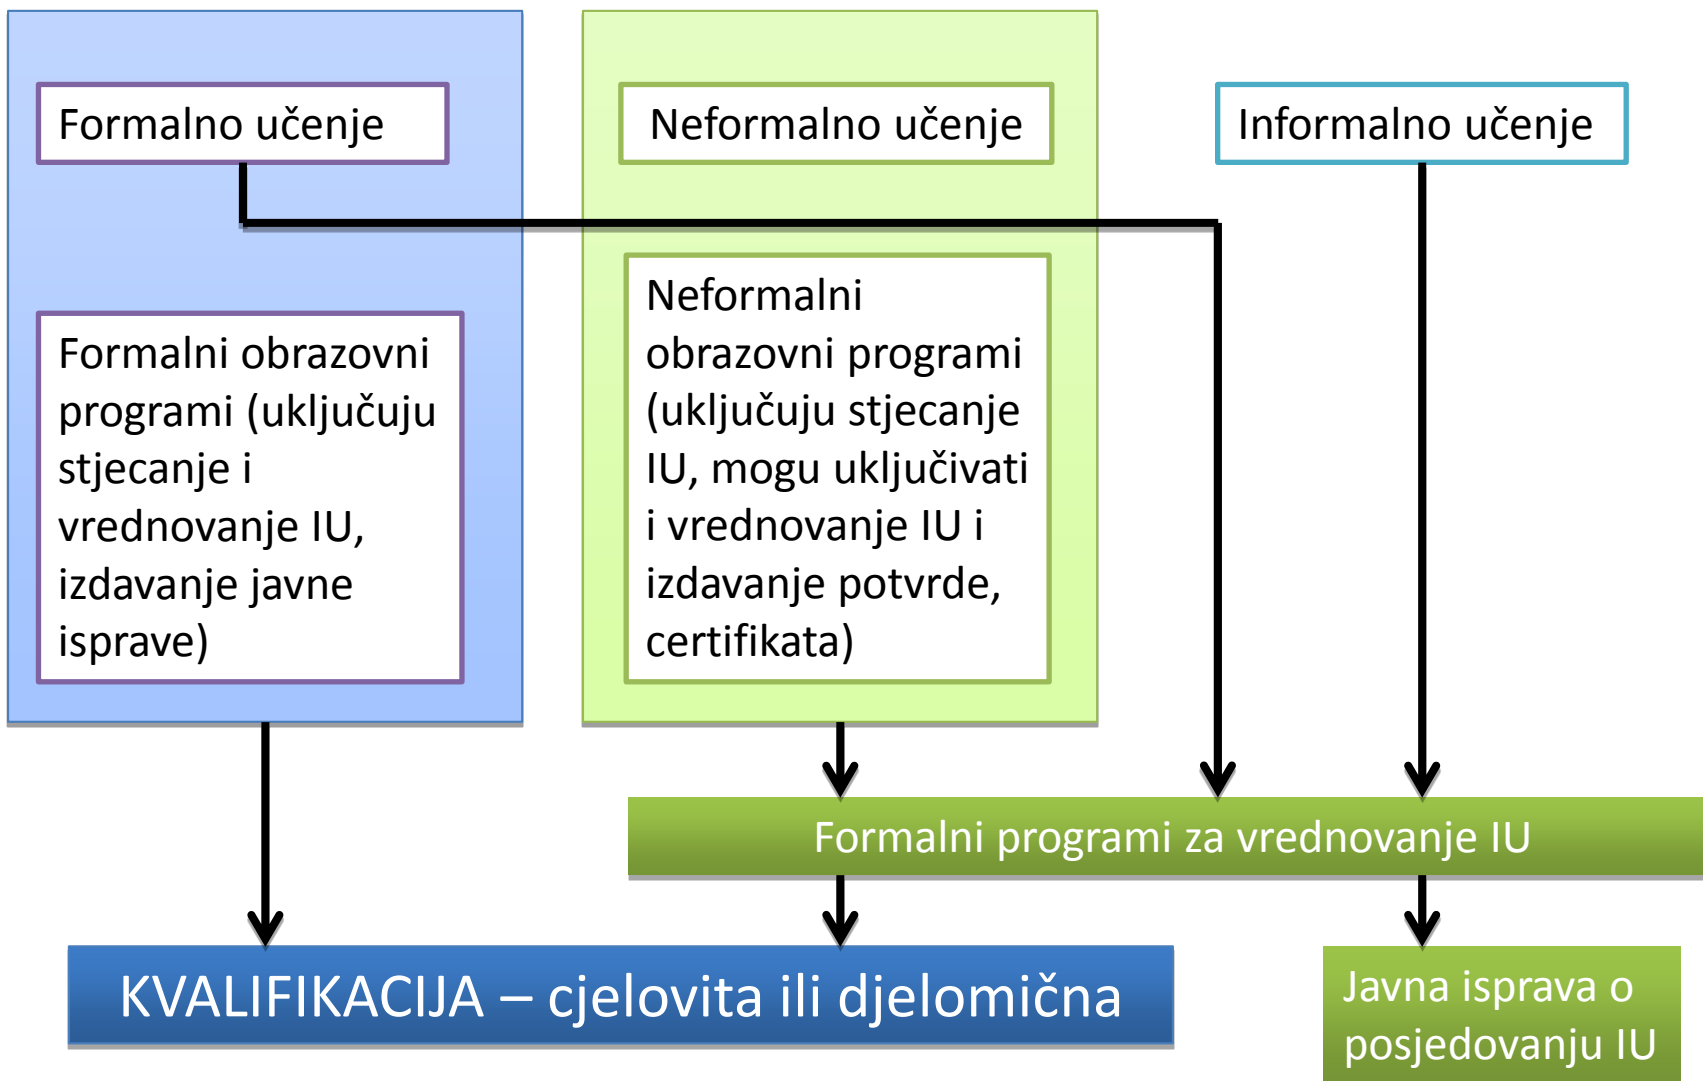 Formalno učenje
Neformalno učenje
Informalno učenje
Formalni obrazovni
programi (uključuju
stjecanje i
vrednovanje IU,
izdavanje javne
isprave)
Neformalni
obrazovni programi
(uključuju stjecanje
IU, mogu uključivati
i vrednovanje IU i
izdavanje potvrde,
certifikata)
Formalni programi za vrednovanje IU
KVALIFIKACIJA – cjelovita ili djelomična
Javna isprava o
posjedovanju IU